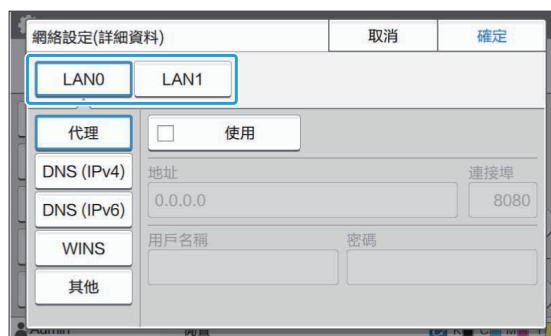 網絡設定(詳細資料) 取消 確定
LAN0 LAN1
代理 使用
DNS (IPv4) 地址 連接埠
DNS (IPv6) 0.0.0.0 8080
WINS 用戶名稱 密碼
其他
Admin